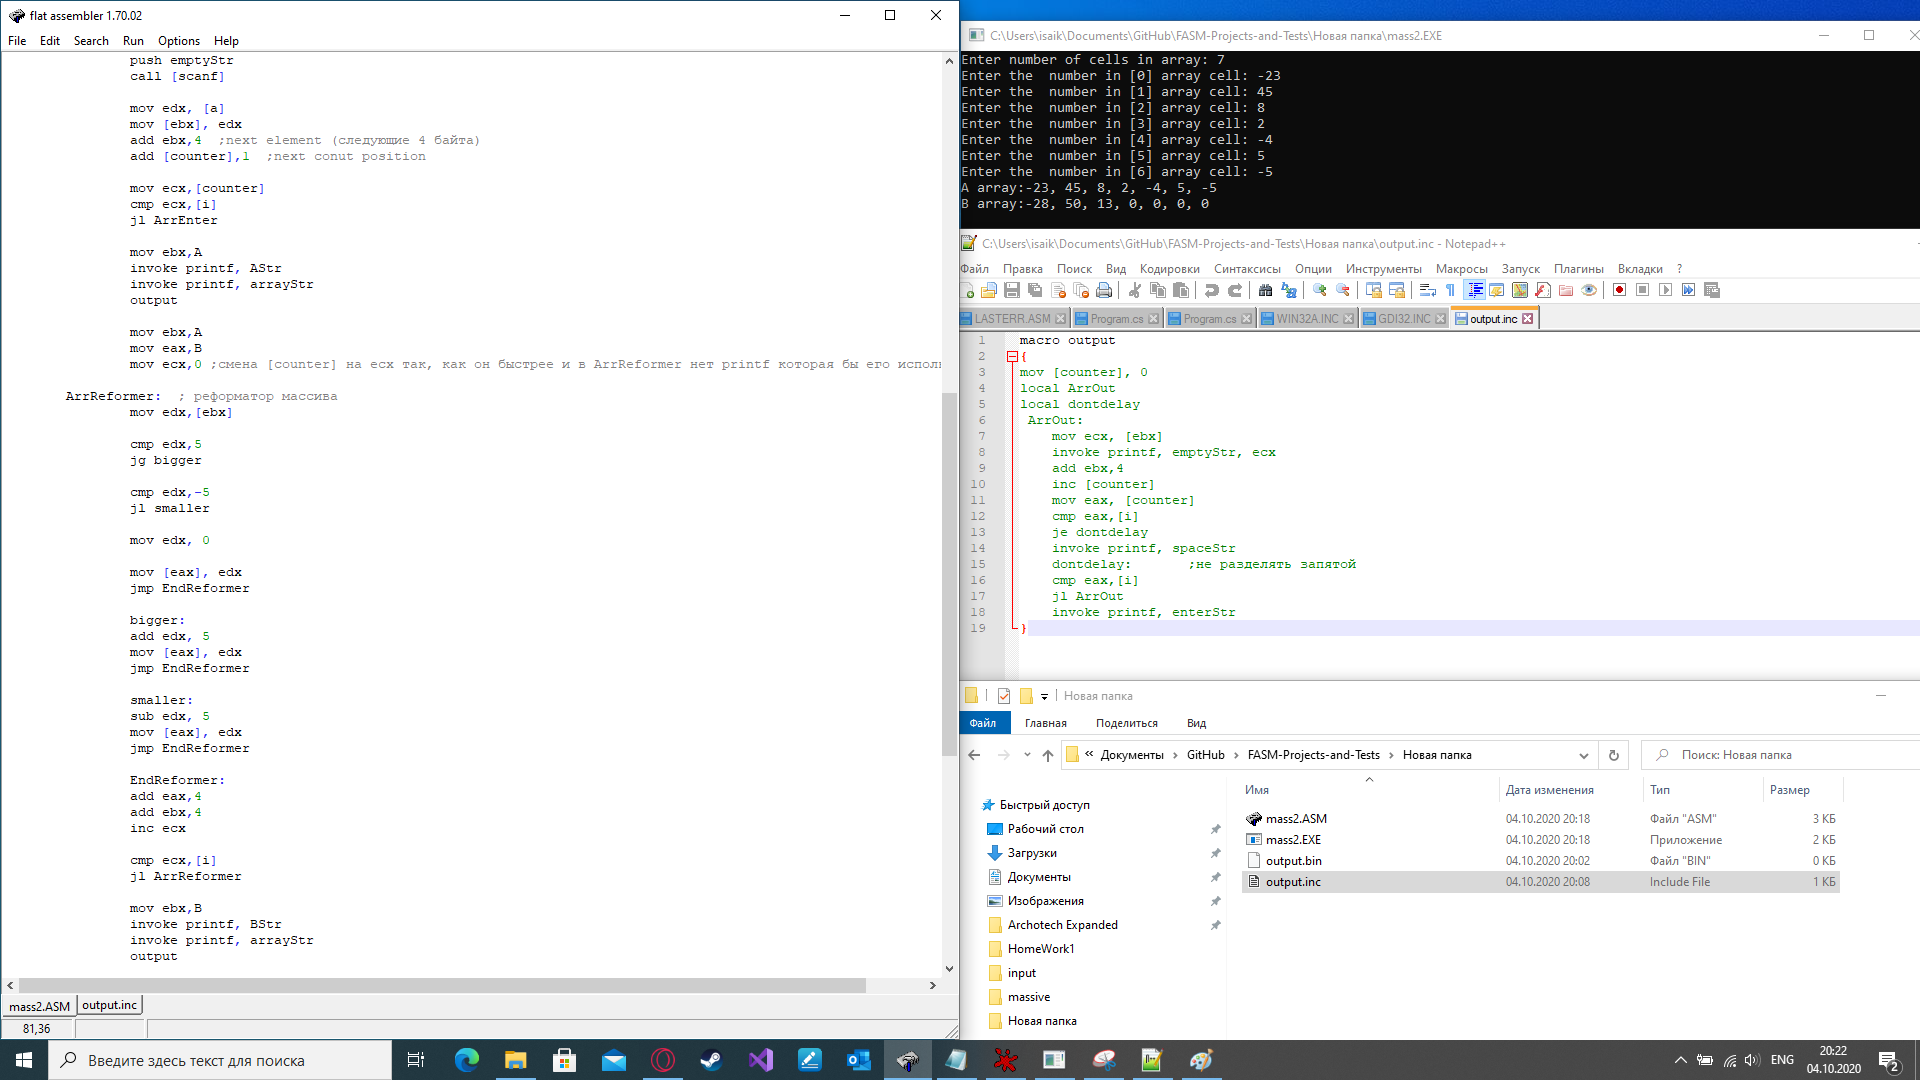 flat assembler 1.70.02
File Edit Search Run Options Help
push emptyStr
call [scanf]
mov edx, [a]
mov [ebx], edx
add ebx,4 ;next element (следующие 4 байта)
add [counter],1 ;next conut position
mov ecx,[counter]
cmp ecx,[i]
jl ArrEnter
mov ebx,A
invoke printf, AStr
invoke printf, arrayStr
output
mov ebx,A
mov eax,B
mov ecx,0 ;смена [counter] на есх так, как он быстрее и в ArrReformer нет printf которая бы его исполь
ArrReformer: ; реформатор массива
mov edx,[ebx]
cmp edx,5
jg bigger
cmp edx,-5
jl smaller
mov edx, 0
mov [eax], edx
jmp EndReformer
bigger:
add edx, 5
mov [eax], edx
jmp EndReformer
smaller:
sub edx, 5
mov [eax], edx
jmp EndReformer
EndReformer:
add eax,4
add ebx,4
inc ecx
cmp ecx,[i]
jl ArrReformer
mov ebx,B
invoke printf, BStr
invoke printf, arrayStr
output
mass2.ASM output.inc
81,36
C:\Users\isaik\Documents\GitHub\FASM-Projects-and-Tests\Новая папка\mass2.EXE
Enter number of cells in array: 7
Enter the  number in [0] array cell: -23
Enter the  number in [1] array cell: 45
Enter the  number in [2] array cell: 8
Enter the  number in [3] array cell: 2
Enter the  number in [4] array cell: -4
Enter the  number in [5] array cell: 5
Enter the  number in [6] array cell: -5
A array:-23, 45, 8, 2, -4, 5, -5
B array:-28, 50, 13, 0, 0, 0, 0
C:\Users\isaik\Documents\GitHub\FASM-Projects-and-Tests\Новая папка\output.inc - Notepad++
Файл Правка Поиск Вид Кодировки Синтаксисы Опции Инструменты Макросы Запуск Плагины Вкладки ?
LASTERR.ASM Program.cs Program.cs WIN32A.INC GDI32.INC output.inc
1 macro output
2 {
3 mov [counter], 0
4 local ArrOut
5 local dontdelay
6 ArrOut:
7 mov ecx, [ebx]
8 invoke printf, emptyStr, ecx
9 add ebx,4
10 inc [counter]
11 mov eax, [counter]
12 cmp eax,[i]
13 je dontdelay
14 invoke printf, spaceStr
15 dontdelay: ;не разделять запятой
16 cmp eax,[i]
17 jl ArrOut
18 invoke printf, enterStr
19 }
Новая папка
Файл Главная Поделиться Вид
« Документы › GitHub › FASM-Projects-and-Tests › Новая папка
Поиск: Новая папка
Быстрый доступ
Рабочий стол
Загрузки
Документы
Изображения
Archotech Expanded
HomeWork1
input
massive
Новая папка
Имя Дата изменения Тип Размер
mass2.ASM 04.10.2020 20:18 Файл "ASM" 3 КБ
mass2.EXE 04.10.2020 20:18 Приложение 2 КБ
output.bin 04.10.2020 20:02 Файл "BIN" 0 КБ
output.inc 04.10.2020 20:08 Include File 1 КБ
Введите здесь текст для поиска
ENG
20:22
04.10.2020
2